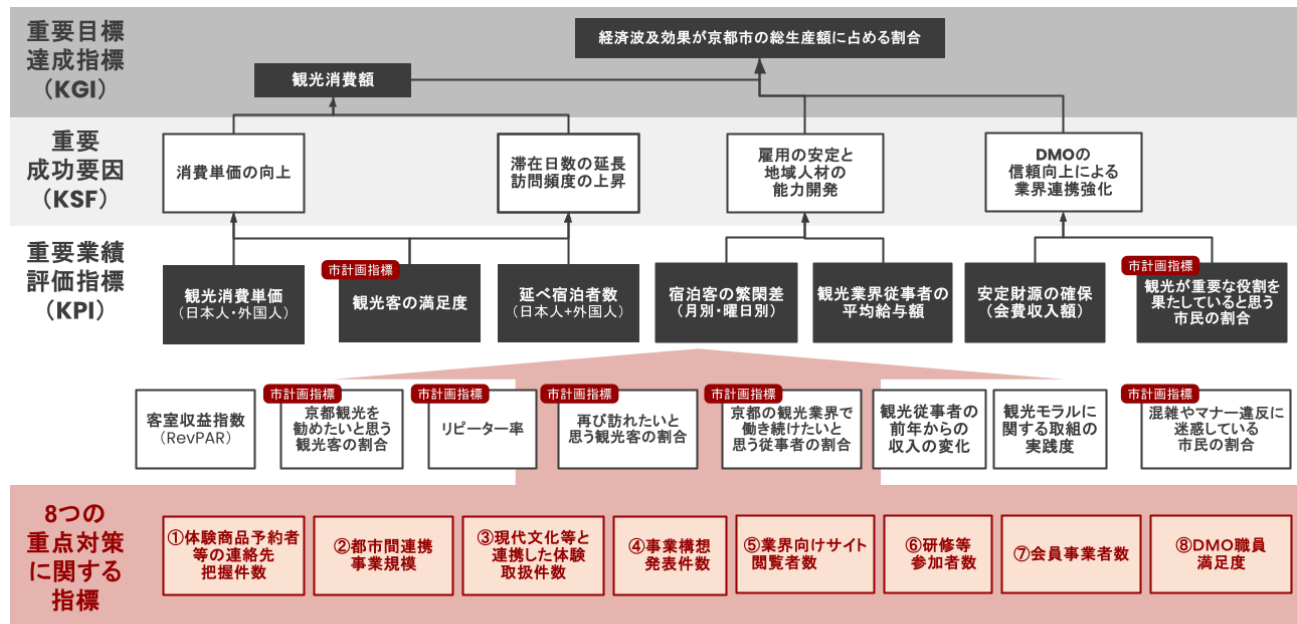 重要目標
達成指標
（KGI）
経済波及効果が京都市の総生産額に占める割合
観光消費額
重要
成功要因
（KSF）
消費単価の向上
滞在日数の延長
訪問頻度の上昇
雇用の安定と
地域人材の
能力開発
DMOの
信頼向上による
業界連携強化
重要業績
評価指標
（KPI）
観光消費単価
（日本人・外国人）
市計画指標
観光客の満足度
延べ宿泊者数
（日本人+外国人）
宿泊客の繁閑差
（月別・曜日別）
観光業界従事者の
平均給与額
安定財源の確保
（会費収入額）
市計画指標
観光が重要な役割を
果たしていると思う
市民の割合
客室収益指数
（RevPAR）
市計画指標
京都観光を
勧めたいと思う
観光客の割合
市計画指標
リピーター率
市計画指標
再び訪れたいと
思う観光客の割合
市計画指標
京都の観光業界で
働き続けたいと
思う従事者の割合
観光従事者の
前年からの
収入の変化
観光モラルに
関する取組の
実践度
市計画指標
混雑やマナー違反に
迷惑している
市民の割合
8つの
重点対策
に関する
指標
①体験商品予約者
等の連絡先
把握件数
②都市間連携
事業規模
③現代文化等と
連携した体験
取扱件数
④事業構想
発表件数
⑤業界向けサイト
閲覧者数
⑥研修等
参加者数
⑦会員事業者数
⑧DMO職員
満足度